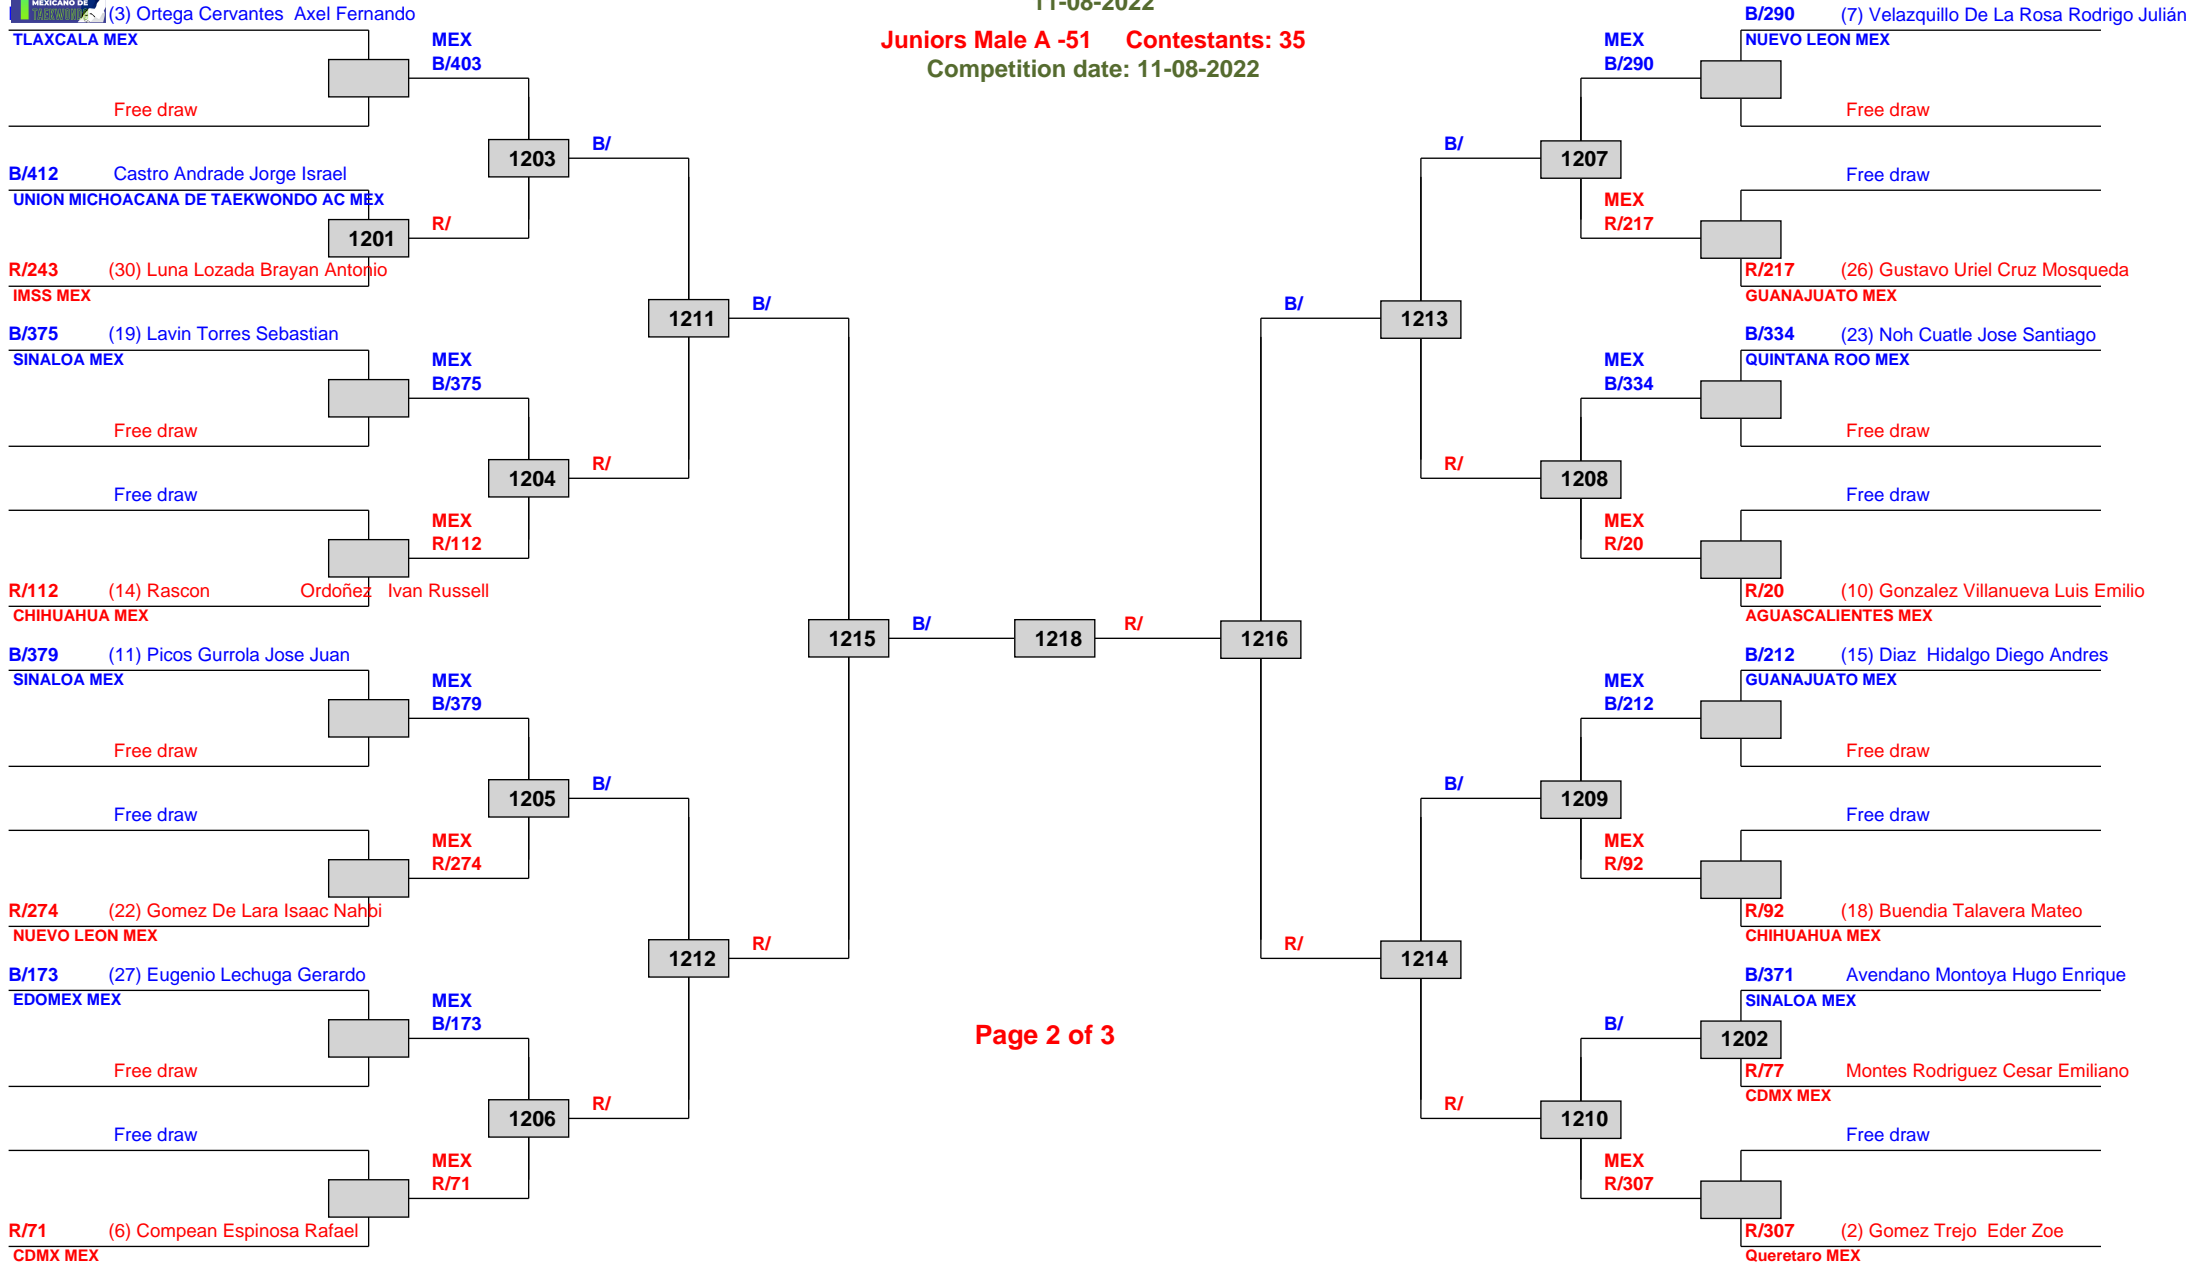 MEXICANO DE
TAEKWONDO
(3) Ortega Cervantes Axel Fernando
TLAXCALA MEX
MEX
B/403
Free draw
B/412 Castro Andrade Jorge Israel
UNION MICHOACANA DE TAEKWONDO AC MEX
1201
R/
R/243 (30) Luna Lozada Brayan Antonio
IMSS MEX
1203
B/
B/375 (19) Lavin Torres Sebastian
SINALOA MEX
MEX
B/375
Free draw
1204
R/
Free draw
MEX
R/112
R/112 (14) Rascon Ordoñez Ivan Russell
CHIHUAHUA MEX
1211
B/
B/379 (11) Picos Gurrola Jose Juan
SINALOA MEX
MEX
B/379
Free draw
1205
B/
Free draw
MEX
R/274
R/274 (22) Gomez De Lara Isaac Nahbi
NUEVO LEON MEX
1212
R/
B/173 (27) Eugenio Lechuga Gerardo
EDOMEX MEX
MEX
B/173
Free draw
1206
R/
Free draw
MEX
R/71
R/71 (6) Compean Espinosa Rafael
CDMX MEX
11-08-2022
Juniors Male A -51 Contestants: 35
Competition date: 11-08-2022
1215
B/
1218
R/
1216
Page 2 of 3
B/290 (7) Velazquillo De La Rosa Rodrigo Julián
NUEVO LEON MEX
MEX
B/290
Free draw
B/
1207
Free draw
MEX
R/217
R/217 (26) Gustavo Uriel Cruz Mosqueda
GUANAJUATO MEX
B/
1213
B/334 (23) Noh Cuatle Jose Santiago
QUINTANA ROO MEX
MEX
B/334
Free draw
R/
1208
Free draw
MEX
R/20
R/20 (10) Gonzalez Villanueva Luis Emilio
AGUASCALIENTES MEX
B/212 (15) Diaz Hidalgo Diego Andres
GUANAJUATO MEX
MEX
B/212
Free draw
B/
1209
Free draw
MEX
R/92
R/92 (18) Buendia Talavera Mateo
CHIHUAHUA MEX
R/
1214
B/371 Avendano Montoya Hugo Enrique
SINALOA MEX
B/
1202
R/77 Montes Rodriguez Cesar Emiliano
CDMX MEX
R/
1210
Free draw
MEX
R/307
R/307 (2) Gomez Trejo Eder Zoe
Queretaro MEX